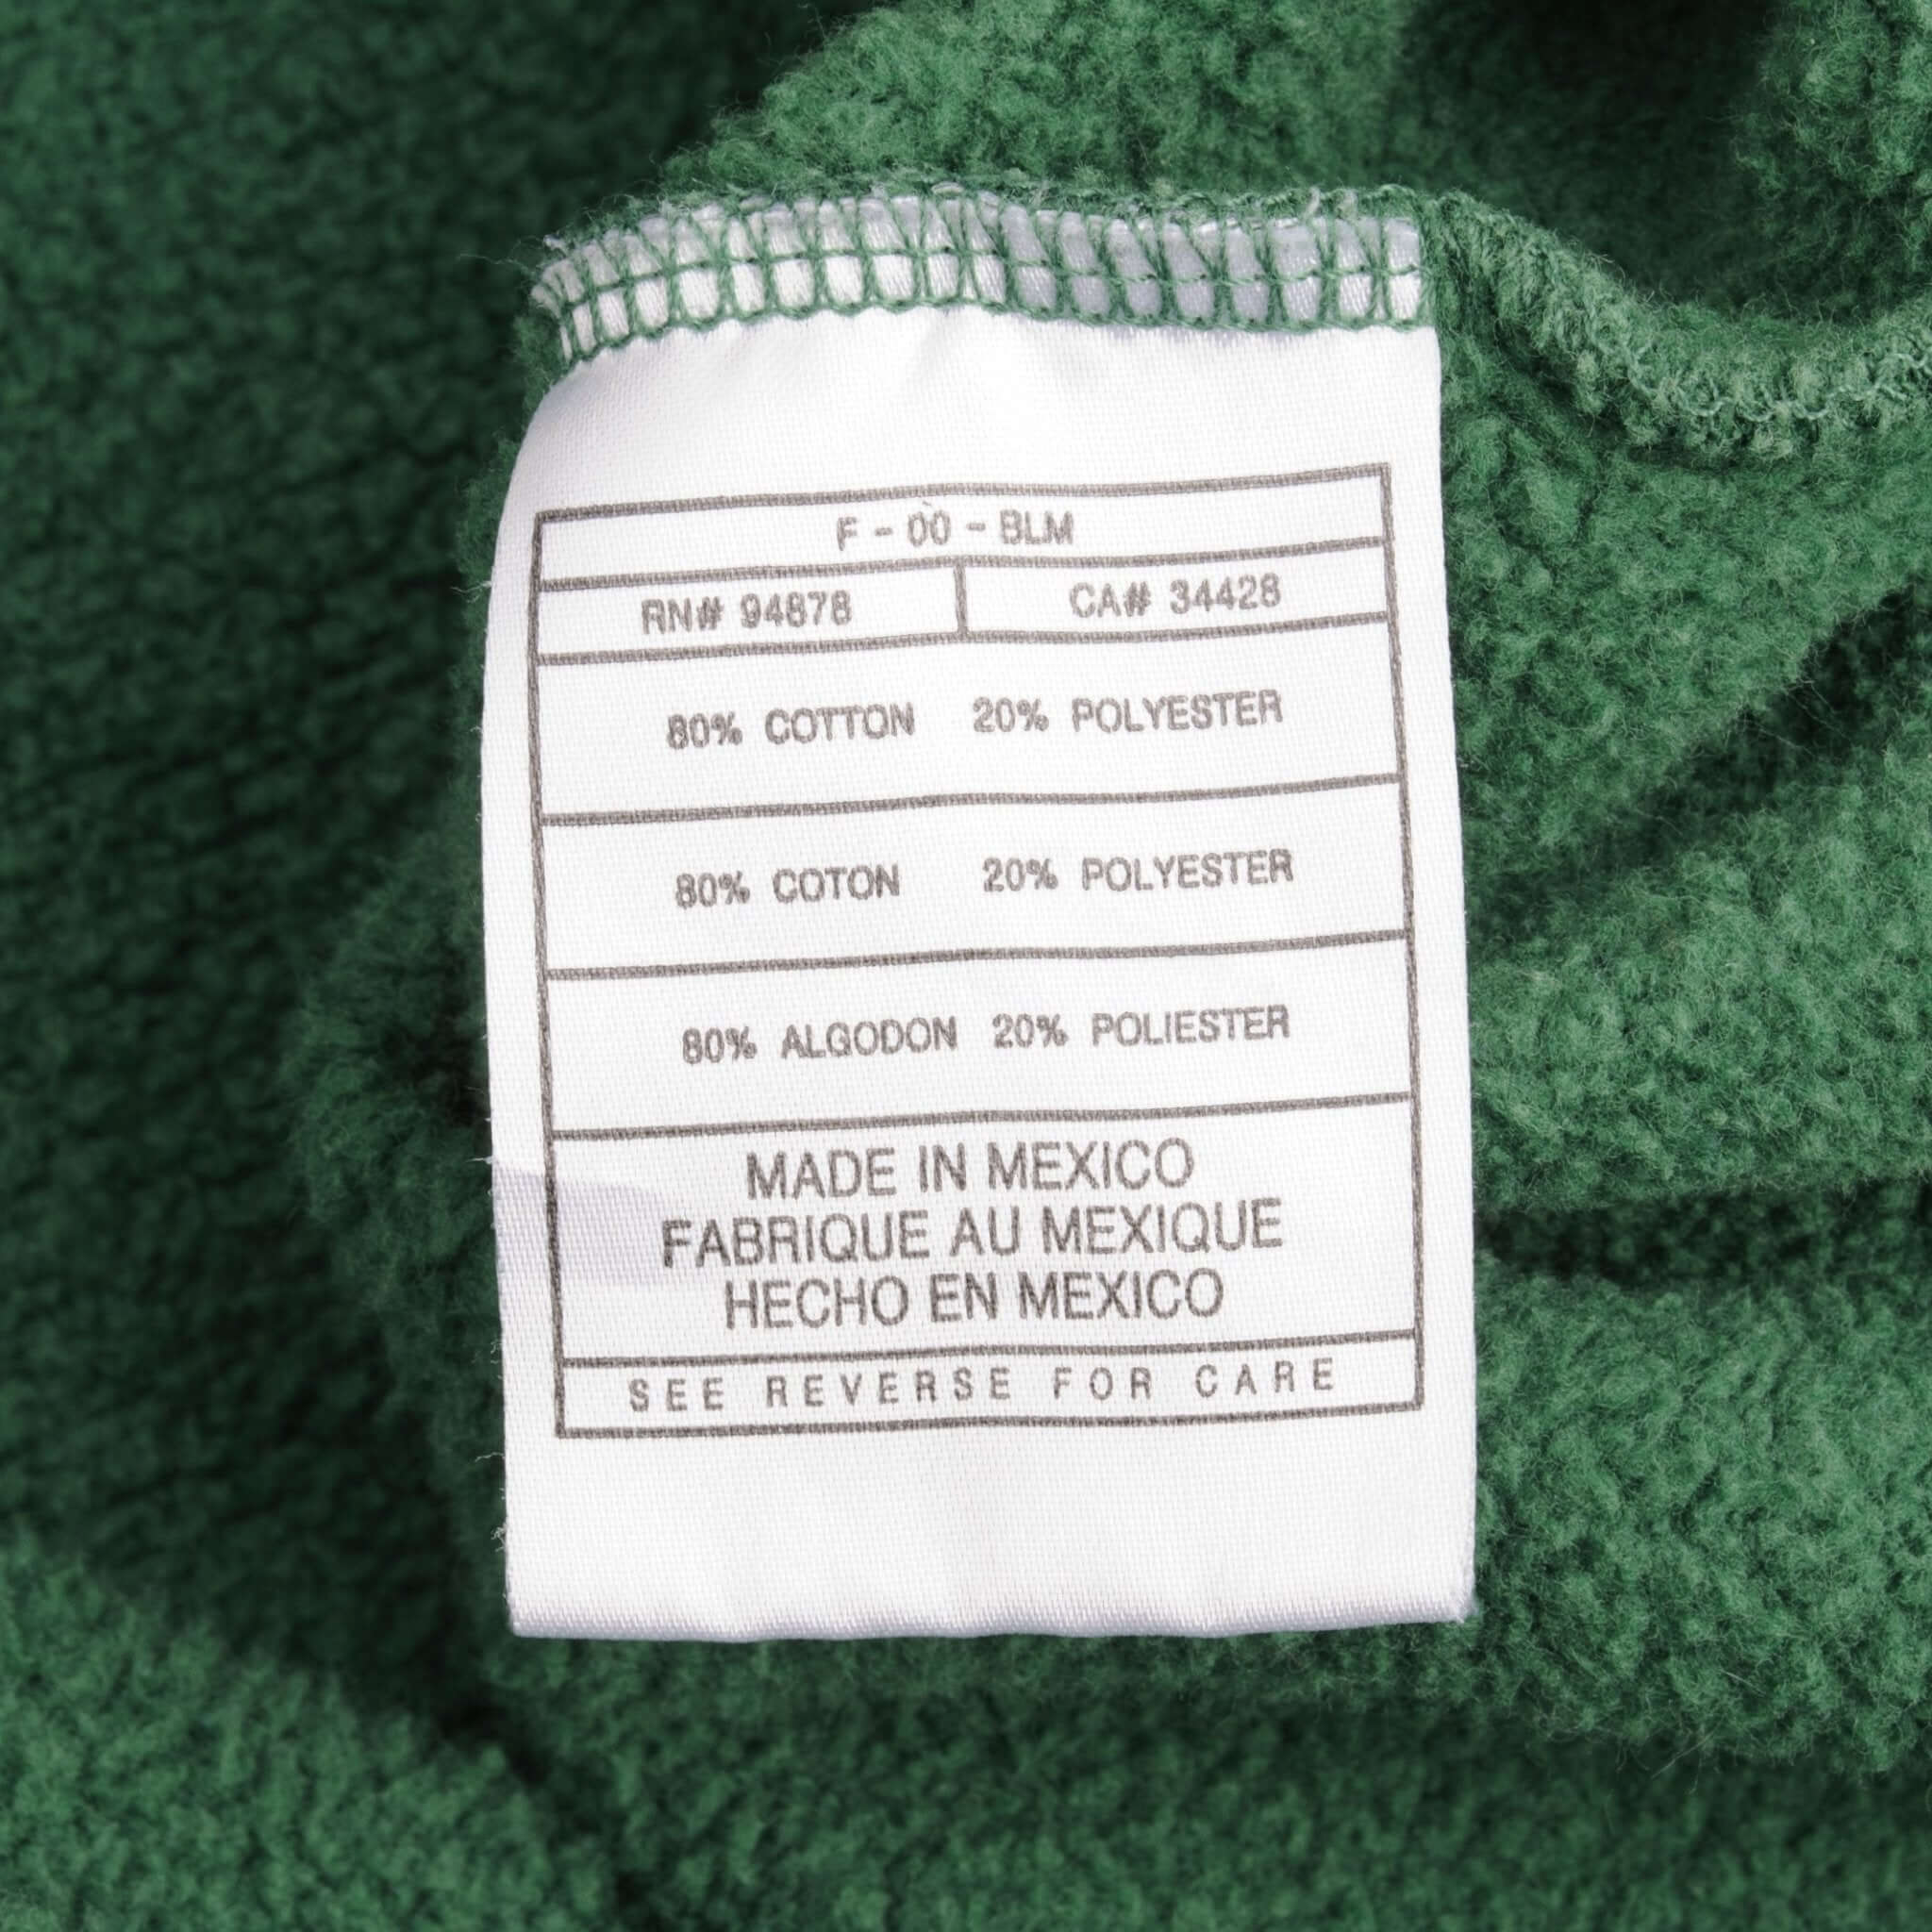 F - 00 - BLM
RN# 94878 CA# 34428
80% COTTON 20% POLYESTER
80% COTON 20% POLYESTER
80% ALGODON 20% POLIESTER
MADE IN MEXICO
FABRIQUE AU MEXIQUE
HECHO EN MEXICO
SEE REVERSE FOR CARE